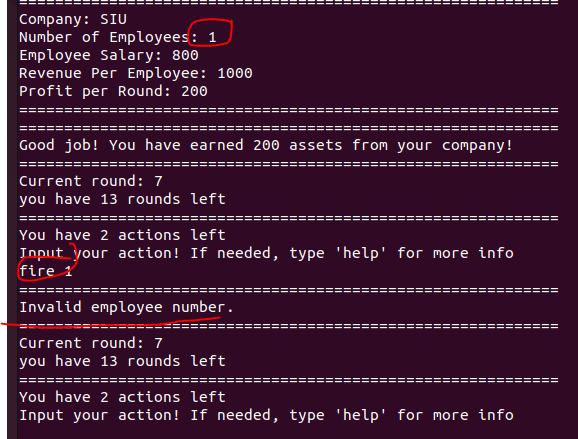 ============================================================
Company: SIU
Number of Employees: 1
Employee Salary: 800
Revenue Per Employee: 1000
Profit per Round: 200
============================================================
============================================================
Good job! You have earned 200 assets from your company!
============================================================
Current round: 7
you have 13 rounds left
============================================================
You have 2 actions left
Input your action! If needed, type 'help' for more info
fire 1
============================================================
Invalid employee number.
============================================================
Current round: 7
you have 13 rounds left
============================================================
You have 2 actions left
Input your action! If needed, type 'help' for more info